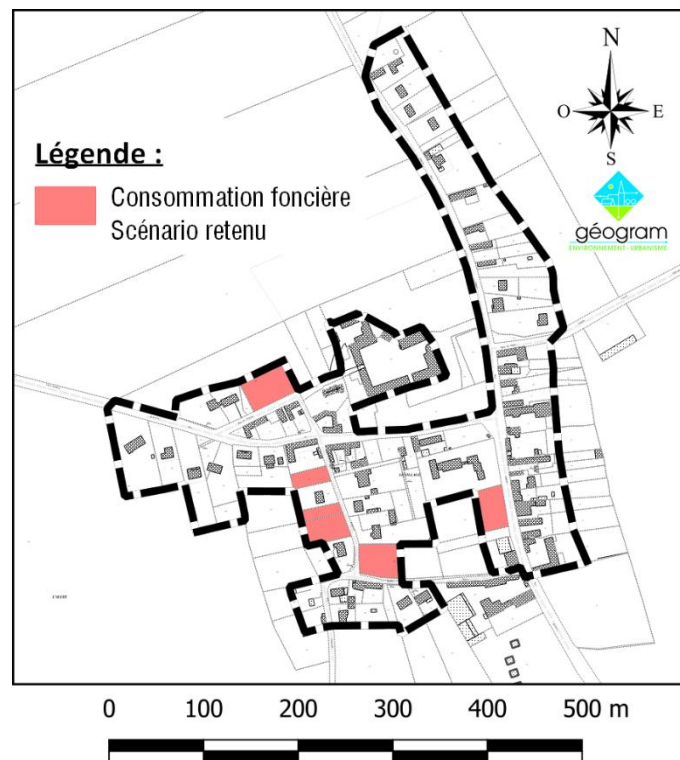 N
O
E
S
Légende :
Consommation foncière
Scénario retenu
géogram
ENVIRONNEMENT - URBANISME
0 100 200 300 400 500 m